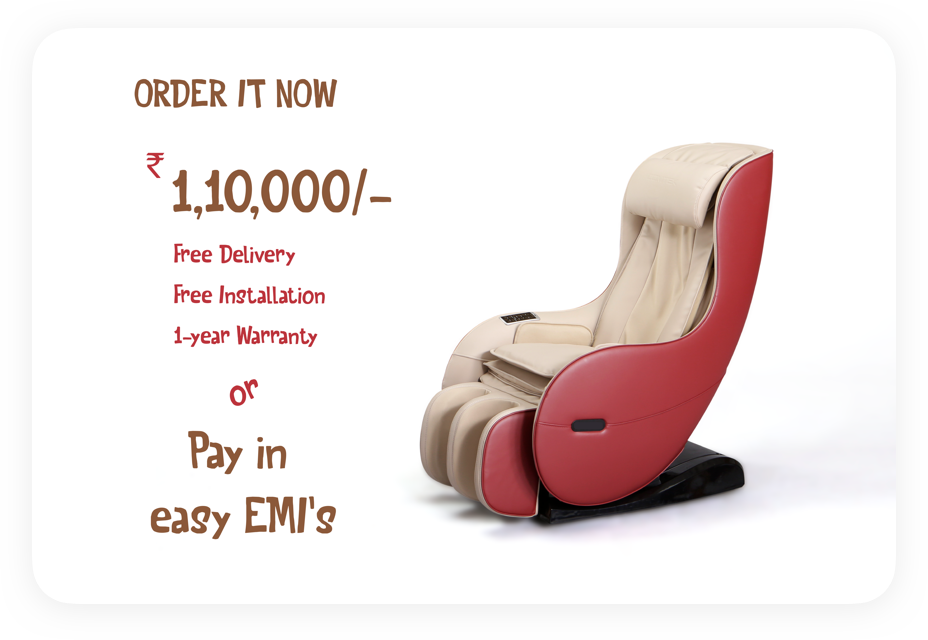 ORDER IT NOW
₹ 1,10,000/-
Free Delivery
Free Installation
1-year Warranty
or
Pay in
easy EMI's